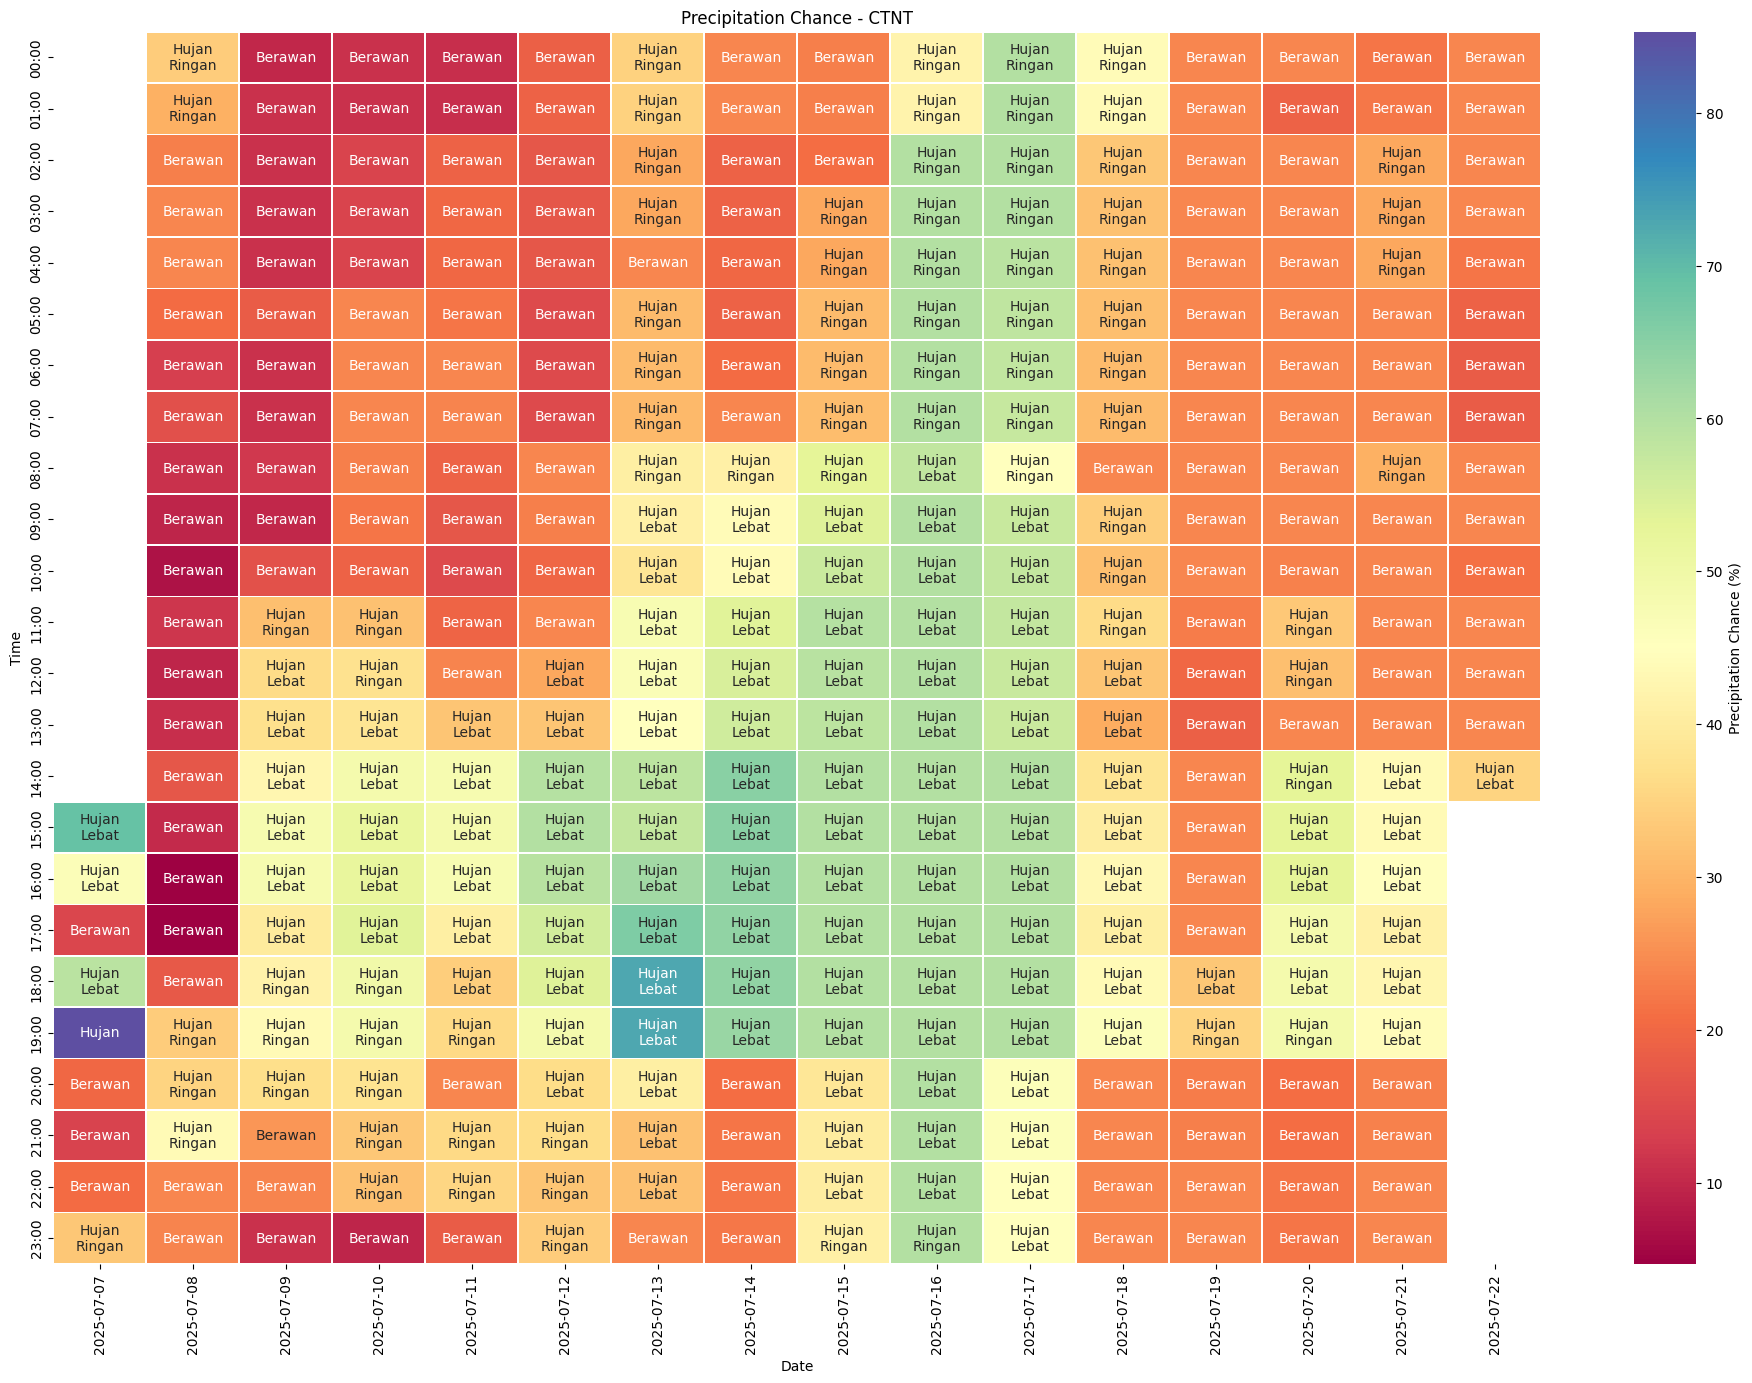 Precipitation Chance - CTNT
00:00 Hujan Ringan Berawan Berawan Berawan Berawan Hujan Ringan Berawan Berawan Hujan Ringan Hujan Ringan Hujan Ringan Berawan Berawan Berawan Berawan
01:00 Hujan Ringan Berawan Berawan Berawan Berawan Hujan Ringan Berawan Berawan Hujan Ringan Hujan Ringan Hujan Ringan Berawan Berawan Berawan Berawan
02:00 Berawan Berawan Berawan Berawan Berawan Hujan Ringan Berawan Berawan Hujan Ringan Hujan Ringan Hujan Ringan Berawan Berawan Hujan Ringan Berawan
03:00 Berawan Berawan Berawan Berawan Berawan Hujan Ringan Berawan Hujan Ringan Hujan Ringan Hujan Ringan Hujan Ringan Berawan Berawan Hujan Ringan Berawan
04:00 Berawan Berawan Berawan Berawan Berawan Berawan Berawan Hujan Ringan Hujan Ringan Hujan Ringan Hujan Ringan Berawan Berawan Hujan Ringan Berawan
05:00 Berawan Berawan Berawan Berawan Berawan Hujan Ringan Berawan Hujan Ringan Hujan Ringan Hujan Ringan Hujan Ringan Berawan Berawan Berawan Berawan
06:00 Berawan Berawan Berawan Berawan Berawan Hujan Ringan Berawan Hujan Ringan Hujan Ringan Hujan Ringan Hujan Ringan Berawan Berawan Berawan Berawan
07:00 Berawan Berawan Berawan Berawan Berawan Hujan Ringan Berawan Hujan Ringan Hujan Ringan Hujan Ringan Hujan Ringan Berawan Berawan Berawan Berawan
08:00 Berawan Berawan Berawan Berawan Berawan Hujan Ringan Hujan Ringan Hujan Ringan Hujan Lebat Hujan Ringan Berawan Berawan Berawan Hujan Ringan Berawan
09:00 Berawan Berawan Berawan Berawan Berawan Hujan Lebat Hujan Lebat Hujan Lebat Hujan Lebat Hujan Lebat Hujan Ringan Berawan Berawan Berawan Berawan
10:00 Berawan Berawan Berawan Berawan Berawan Hujan Lebat Hujan Lebat Hujan Lebat Hujan Lebat Hujan Lebat Hujan Ringan Berawan Berawan Berawan Berawan
11:00 Berawan Hujan Ringan Hujan Ringan Berawan Berawan Hujan Lebat Hujan Lebat Hujan Lebat Hujan Lebat Hujan Lebat Hujan Ringan Berawan Hujan Ringan Berawan Berawan
12:00 Berawan Hujan Lebat Hujan Ringan Berawan Hujan Lebat Hujan Lebat Hujan Lebat Hujan Lebat Hujan Lebat Hujan Lebat Hujan Lebat Berawan Hujan Ringan Berawan Berawan
13:00 Berawan Hujan Lebat Hujan Lebat Hujan Lebat Hujan Lebat Hujan Lebat Hujan Lebat Hujan Lebat Hujan Lebat Hujan Lebat Hujan Lebat Berawan Berawan Berawan Berawan
14:00 Berawan Hujan Lebat Hujan Lebat Hujan Lebat Hujan Lebat Hujan Lebat Hujan Lebat Hujan Lebat Hujan Lebat Hujan Lebat Hujan Lebat Berawan Hujan Ringan Hujan Lebat Hujan Lebat
15:00 Hujan Lebat Berawan Hujan Lebat Hujan Lebat Hujan Lebat Hujan Lebat Hujan Lebat Hujan Lebat Hujan Lebat Hujan Lebat Hujan Lebat Hujan Lebat Berawan Hujan Lebat Hujan Lebat
16:00 Hujan Lebat Berawan Hujan Lebat Hujan Lebat Hujan Lebat Hujan Lebat Hujan Lebat Hujan Lebat Hujan Lebat Hujan Lebat Hujan Lebat Hujan Lebat Berawan Hujan Lebat Hujan Lebat
17:00 Berawan Berawan Hujan Lebat Hujan Lebat Hujan Lebat Hujan Lebat Hujan Lebat Hujan Lebat Hujan Lebat Hujan Lebat Hujan Lebat Hujan Lebat Berawan Hujan Lebat Hujan Lebat
18:00 Hujan Lebat Berawan Hujan Ringan Hujan Ringan Hujan Lebat Hujan Lebat Hujan Lebat Hujan Lebat Hujan Lebat Hujan Lebat Hujan Lebat Hujan Lebat Hujan Lebat Hujan Lebat Hujan Lebat
19:00 Hujan Hujan Ringan Hujan Ringan Hujan Ringan Hujan Ringan Hujan Lebat Hujan Lebat Hujan Lebat Hujan Lebat Hujan Lebat Hujan Lebat Hujan Lebat Hujan Ringan Hujan Ringan Hujan Lebat
20:00 Berawan Hujan Ringan Hujan Ringan Hujan Ringan Berawan Hujan Lebat Hujan Lebat Berawan Hujan Lebat Hujan Lebat Hujan Lebat Berawan Berawan Berawan Berawan
21:00 Berawan Hujan Ringan Berawan Hujan Ringan Hujan Ringan Hujan Ringan Hujan Lebat Berawan Hujan Lebat Hujan Lebat Hujan Lebat Berawan Berawan Berawan Berawan
22:00 Berawan Berawan Berawan Hujan Ringan Hujan Ringan Hujan Ringan Hujan Lebat Berawan Hujan Lebat Hujan Lebat Hujan Lebat Berawan Berawan Berawan Berawan
23:00 Hujan Ringan Berawan Berawan Berawan Berawan Hujan Ringan Berawan Berawan Hujan Ringan Hujan Ringan Hujan Lebat Berawan Berawan Berawan Berawan
Time
2025-07-07 2025-07-08 2025-07-09 2025-07-10 2025-07-11 2025-07-12 2025-07-13 2025-07-14 2025-07-15 2025-07-16 2025-07-17 2025-07-18 2025-07-19 2025-07-20 2025-07-21 2025-07-22
Date
80
70
60
50
40
30
20
10
Precipitation Chance (%)